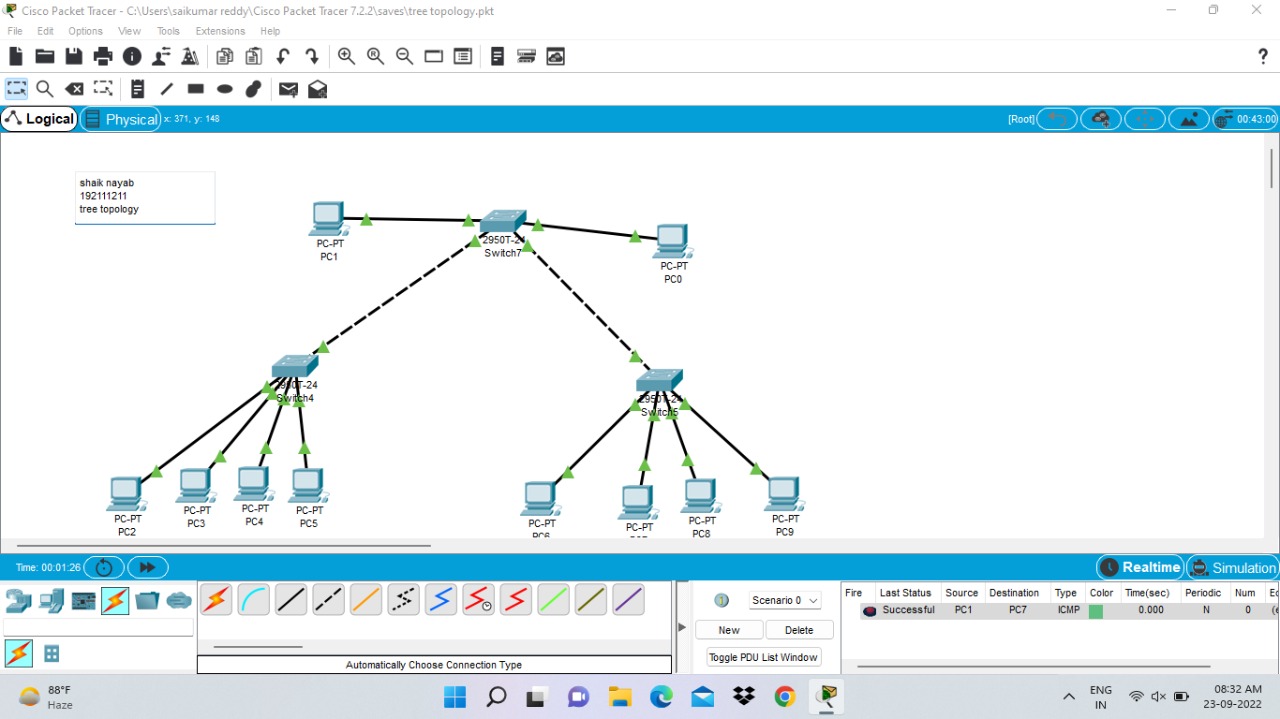 Cisco Packet Tracer - C:\Users\saikumar reddy\Cisco Packet Tracer 7.2.2\saves\tree topology.pkt
File Edit Options View Tools Extensions Help
?
Logical Physical x: 371, y: 148 [Root] 00:43:00
shaik nayab
192111211
tree topology
PC-PT
PC1
2950T-24
Switch7
PC-PT
PC0
2950T-24
Switch4
2950T-24
Switch5
PC-PT
PC2
PC-PT
PC3
PC-PT
PC4
PC-PT
PC5
PC-PT
PC6
PC-PT
PC-PT
PC8
PC-PT
PC9
Time: 00:01:26 Realtime Simulation
Scenario 0
New Delete
Toggle PDU List Window
Automatically Choose Connection Type
Fire Last Status Source Destination Type Color Time(sec) Periodic Num
Successful PC1 PC7 ICMP 0.000 N 0
88°F
Haze
ENG
IN
08:32 AM
23-09-2022